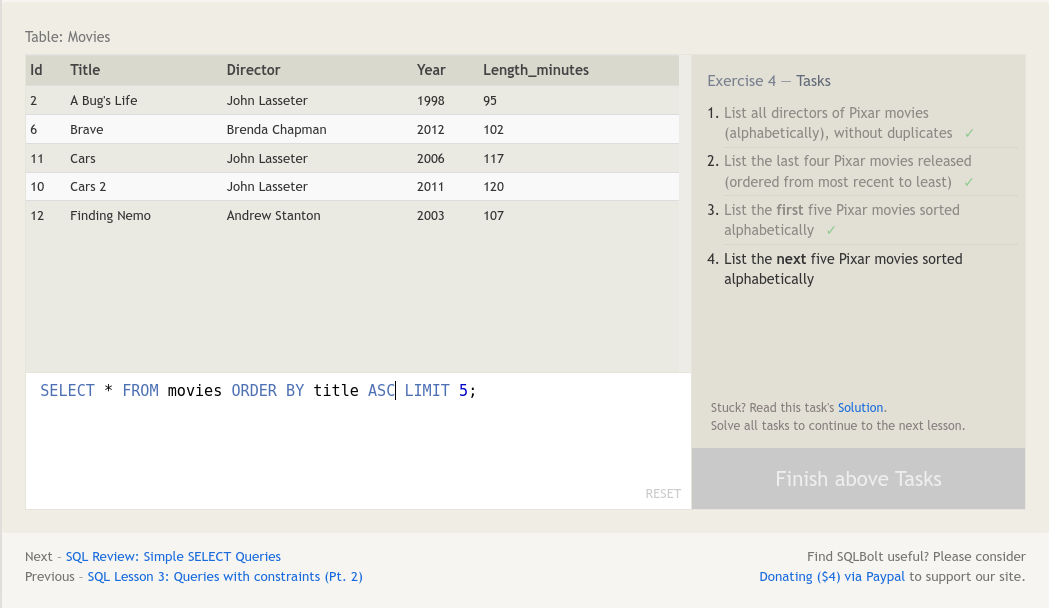 Table: Movies
Id Title Director Year Length_minutes
2 A Bug's Life John Lasseter 1998 95
6 Brave Brenda Chapman 2012 102
11 Cars John Lasseter 2006 117
10 Cars 2 John Lasseter 2011 120
12 Finding Nemo Andrew Stanton 2003 107
SELECT * FROM movies ORDER BY title ASC LIMIT 5;
RESET
Exercise 4 — Tasks
1. List all directors of Pixar movies
(alphabetically), without duplicates ✓
2. List the last four Pixar movies released
(ordered from most recent to least) ✓
3. List the first five Pixar movies sorted
alphabetically ✓
4. List the next five Pixar movies sorted
alphabetically
Stuck? Read this task's Solution.
Solve all tasks to continue to the next lesson.
Finish above Tasks
Next - SQL Review: Simple SELECT Queries
Previous - SQL Lesson 3: Queries with constraints (Pt. 2)
Find SQLBolt useful? Please consider
Donating ($4) via Paypal to support our site.